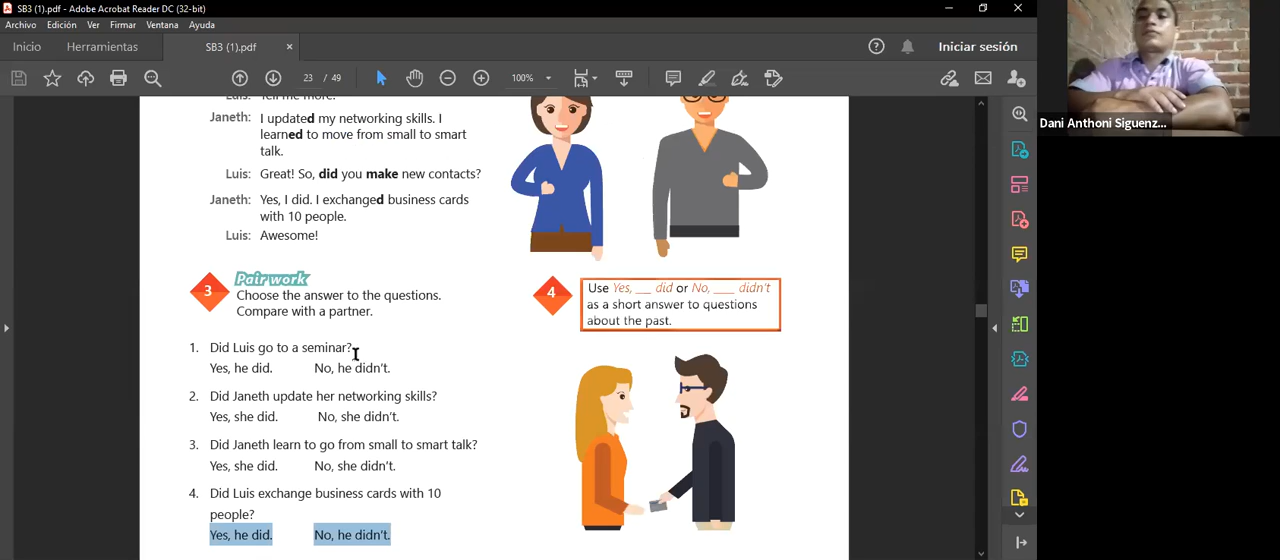 SB3 (1).pdf - Adobe Acrobat Reader DC (32-bit)
Archivo Edición Ver Firmar Ventana Ayuda
Inicio Herramientas SB3 (1).pdf × Iniciar sesión
23 / 49 100%
Luis: Tell me more.
Janeth: I updated my networking skills. I
learned to move from small to smart
talk.
Luis: Great! So, did you make new contacts?
Janeth: Yes, I did. I exchanged business cards
with 10 people.
Luis: Awesome!
3 Pair work
Choose the answer to the questions.
Compare with a partner.
1. Did Luis go to a seminar?
Yes, he did. No, he didn't.
2. Did Janeth update her networking skills?
Yes, she did. No, she didn't.
3. Did Janeth learn to go from small to smart talk?
Yes, she did. No, she didn't.
4. Did Luis exchange business cards with 10
people?
Yes, he did. No, he didn't.
4 Use Yes, ___ did or No, ___ didn't
as a short answer to questions
about the past.
Dani Anthoni Siguenz...